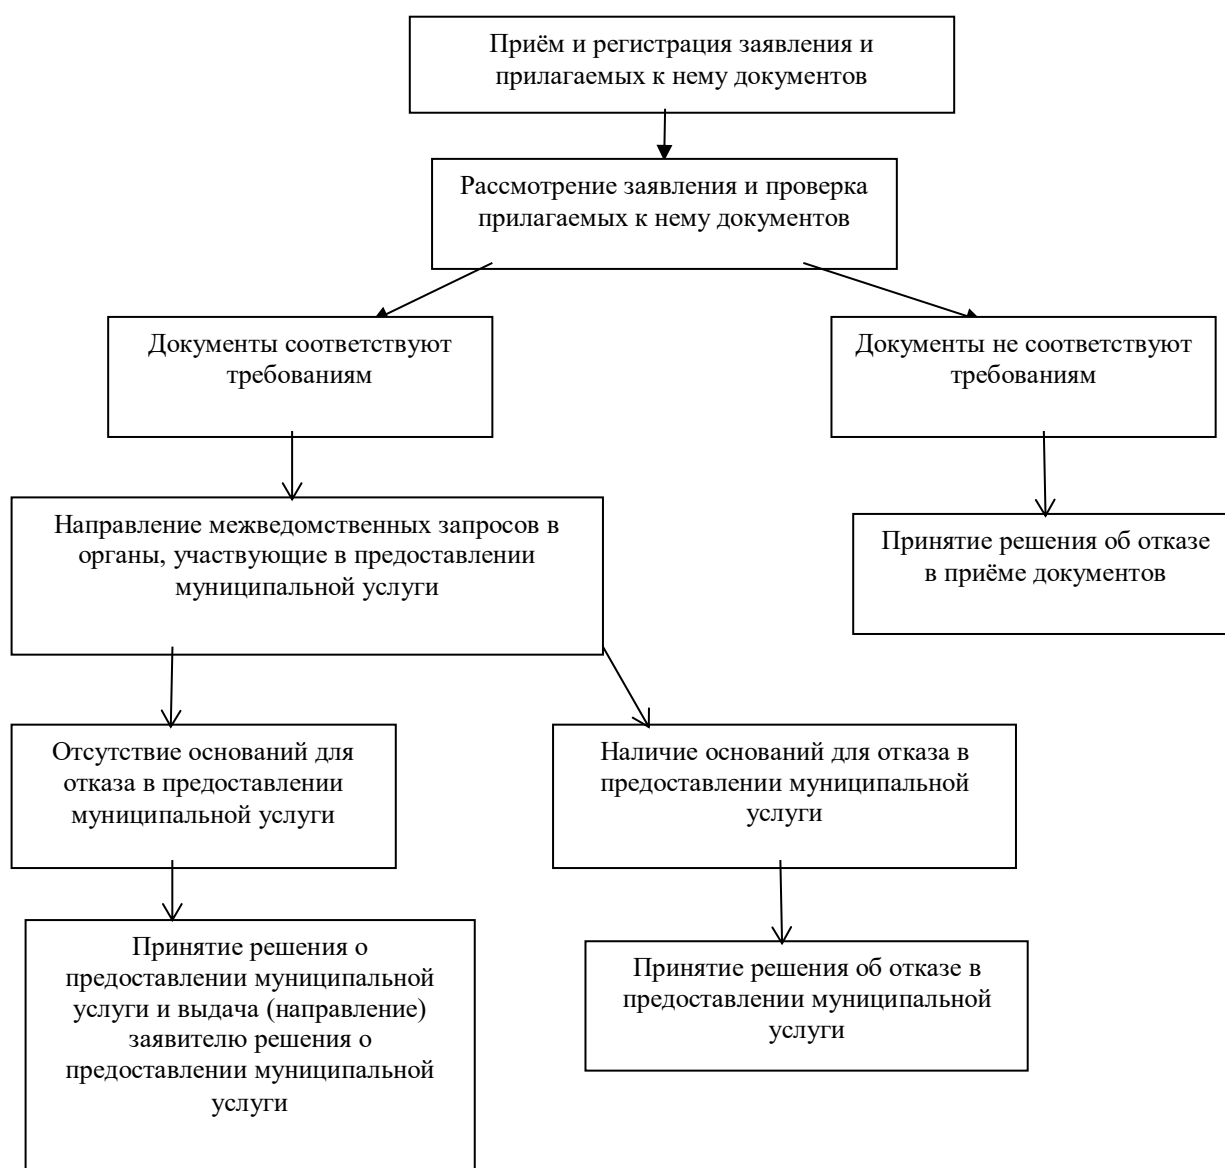 Приём и регистрация заявления и
прилагаемых к нему документов
Рассмотрение заявления и проверка
прилагаемых к нему документов
Документы соответствуют
требованиям
Документы не соответствуют
требованиям
Направление межведомственных запросов в
органы, участвующие в предоставлении
муниципальной услуги
Принятие решения об отказе
в приёме документов
Отсутствие оснований для
отказа в предоставлении
муниципальной услуги
Наличие оснований для отказа в
предоставлении муниципальной
услуги
Принятие решения о
предоставлении муниципальной
услуги и выдача (направление)
заявителю решения о
предоставлении муниципальной
услуги
Принятие решения об отказе в
предоставлении муниципальной
услуги